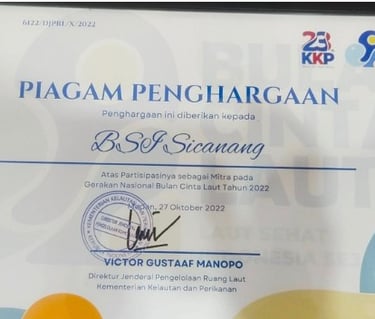 6122/DJPRL/X/2022
23
KKP
PIAGAM PENGHARGAAN
Penghargaan ini diberikan kepada
BSI Sicanang
Atas Partisipasinya sebagai Mitra pada
Gerakan Nasional Bulan Cinta Laut Tahun 2022
27 Oktober 2022
VICTOR GUSTAAF MANOPO
Direktur Jenderal Pengelolaan Ruang Laut
Kementerian Kelautan dan Perikanan